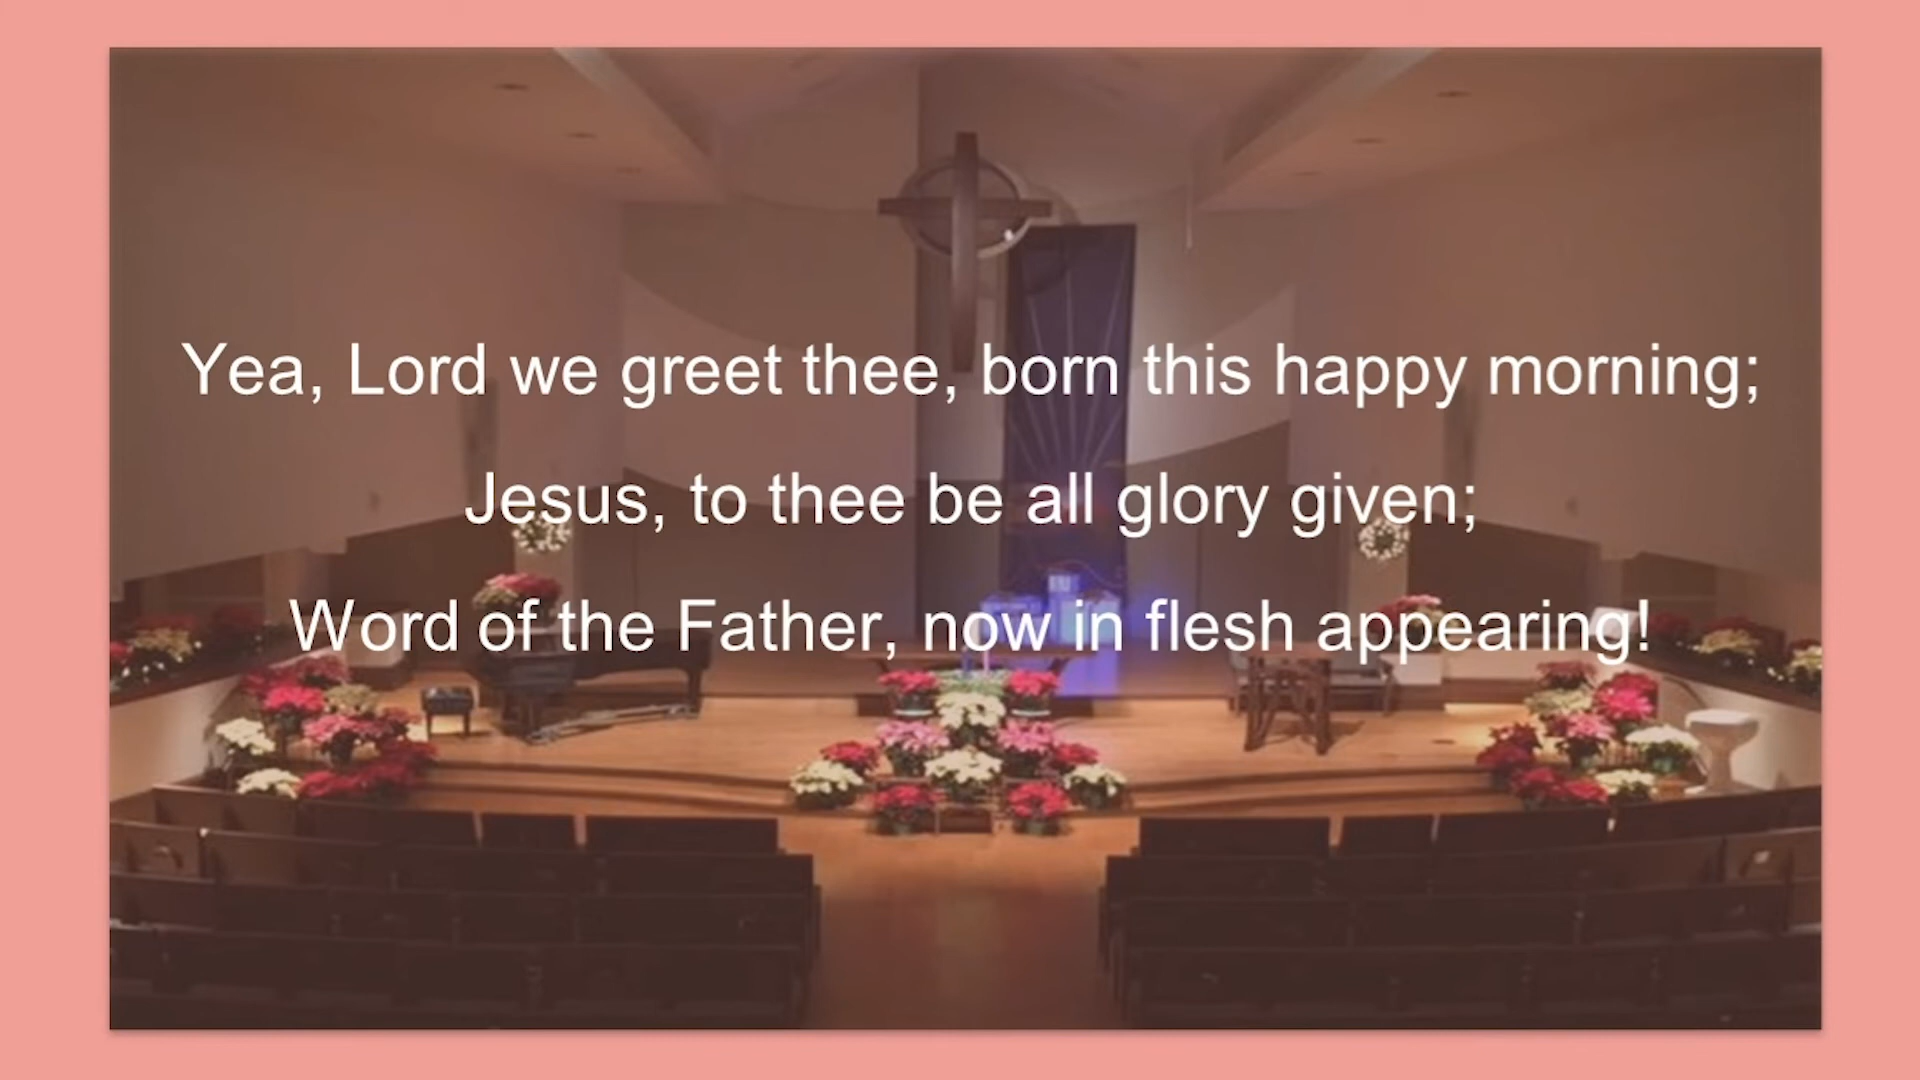 Yea, Lord we greet thee, born this happy morning;
Jesus, to thee be all glory given;
Word of the Father, now in flesh appearing!